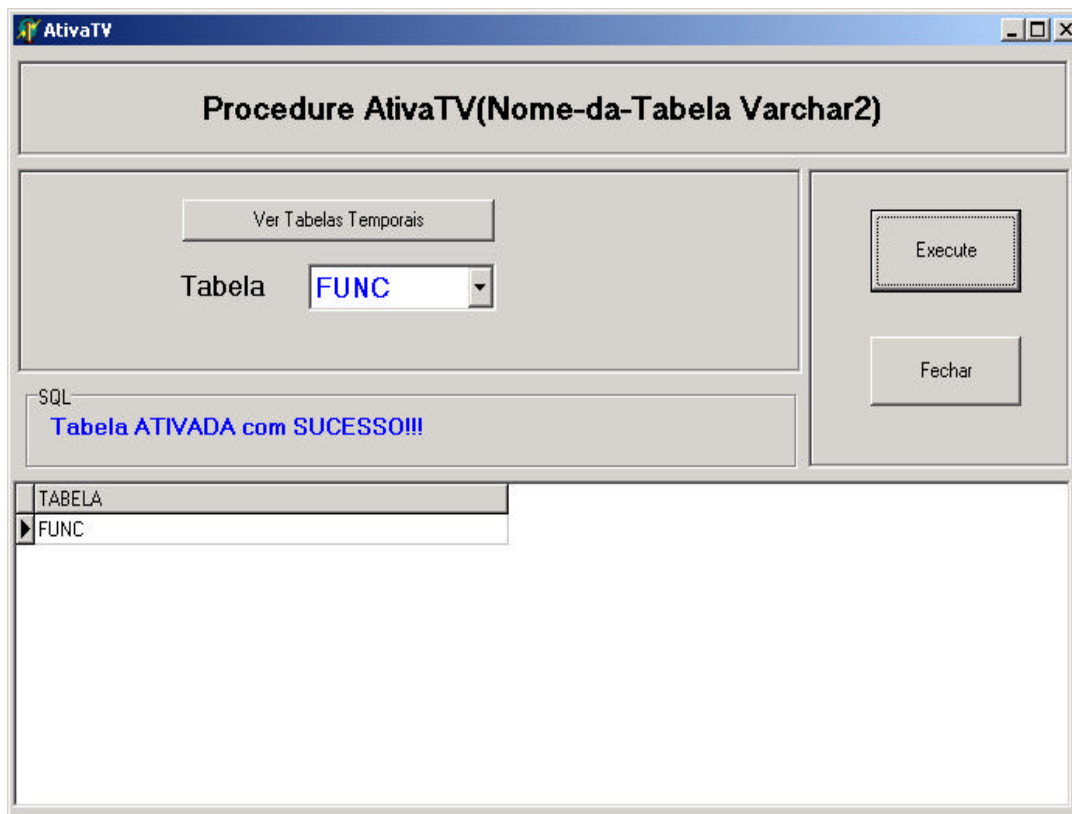 AtivaTV
Procedure AtivaTV(Nome-da-Tabela Varchar2)
Ver Tabelas Temporais
Tabela FUNC
Execute
Fechar
SQL
Tabela ATIVADA com SUCESSO!!!
TABELA
FUNC